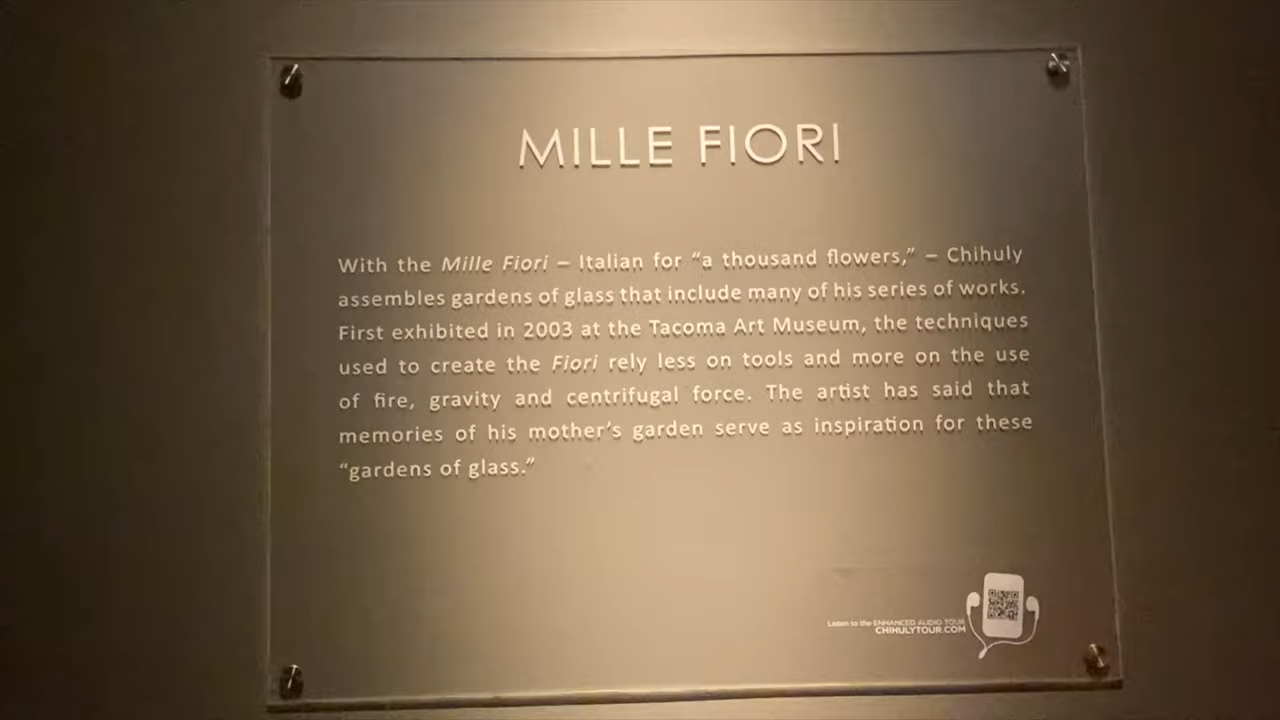 MILLE FIORI
With the Mille Fiori – Italian for “a thousand flowers,” – Chihuly
assembles gardens of glass that include many of his series of works.
First exhibited in 2003 at the Tacoma Art Museum, the techniques
used to create the Fiori rely less on tools and more on the use
of fire, gravity and centrifugal force. The artist has said that
memories of his mother’s garden serve as inspiration for these
“gardens of glass.”
Listen to the ENHANCED AUDIO TOUR
CHIHULYTOUR.COM